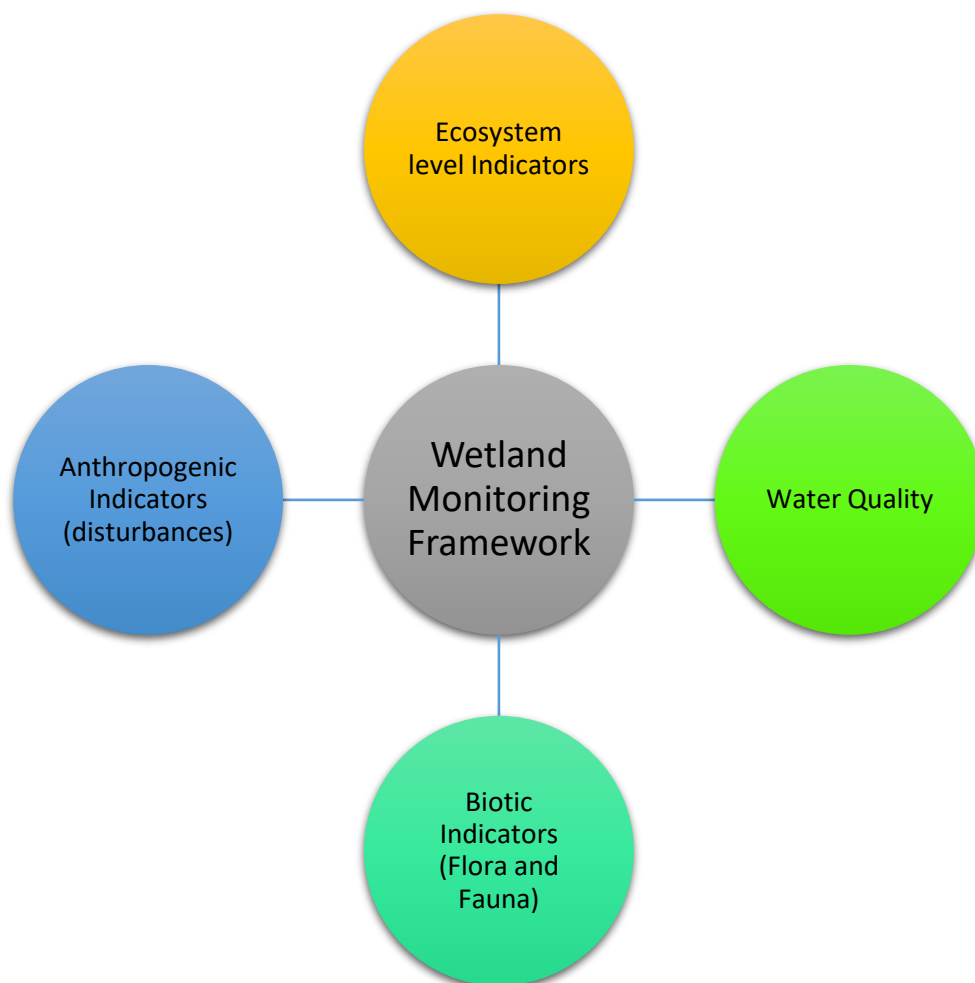 Ecosystem
level Indicators
Anthropogenic
Indicators
(disturbances)
Wetland
Monitoring
Framework
Water Quality
Biotic
Indicators
(Flora and
Fauna)